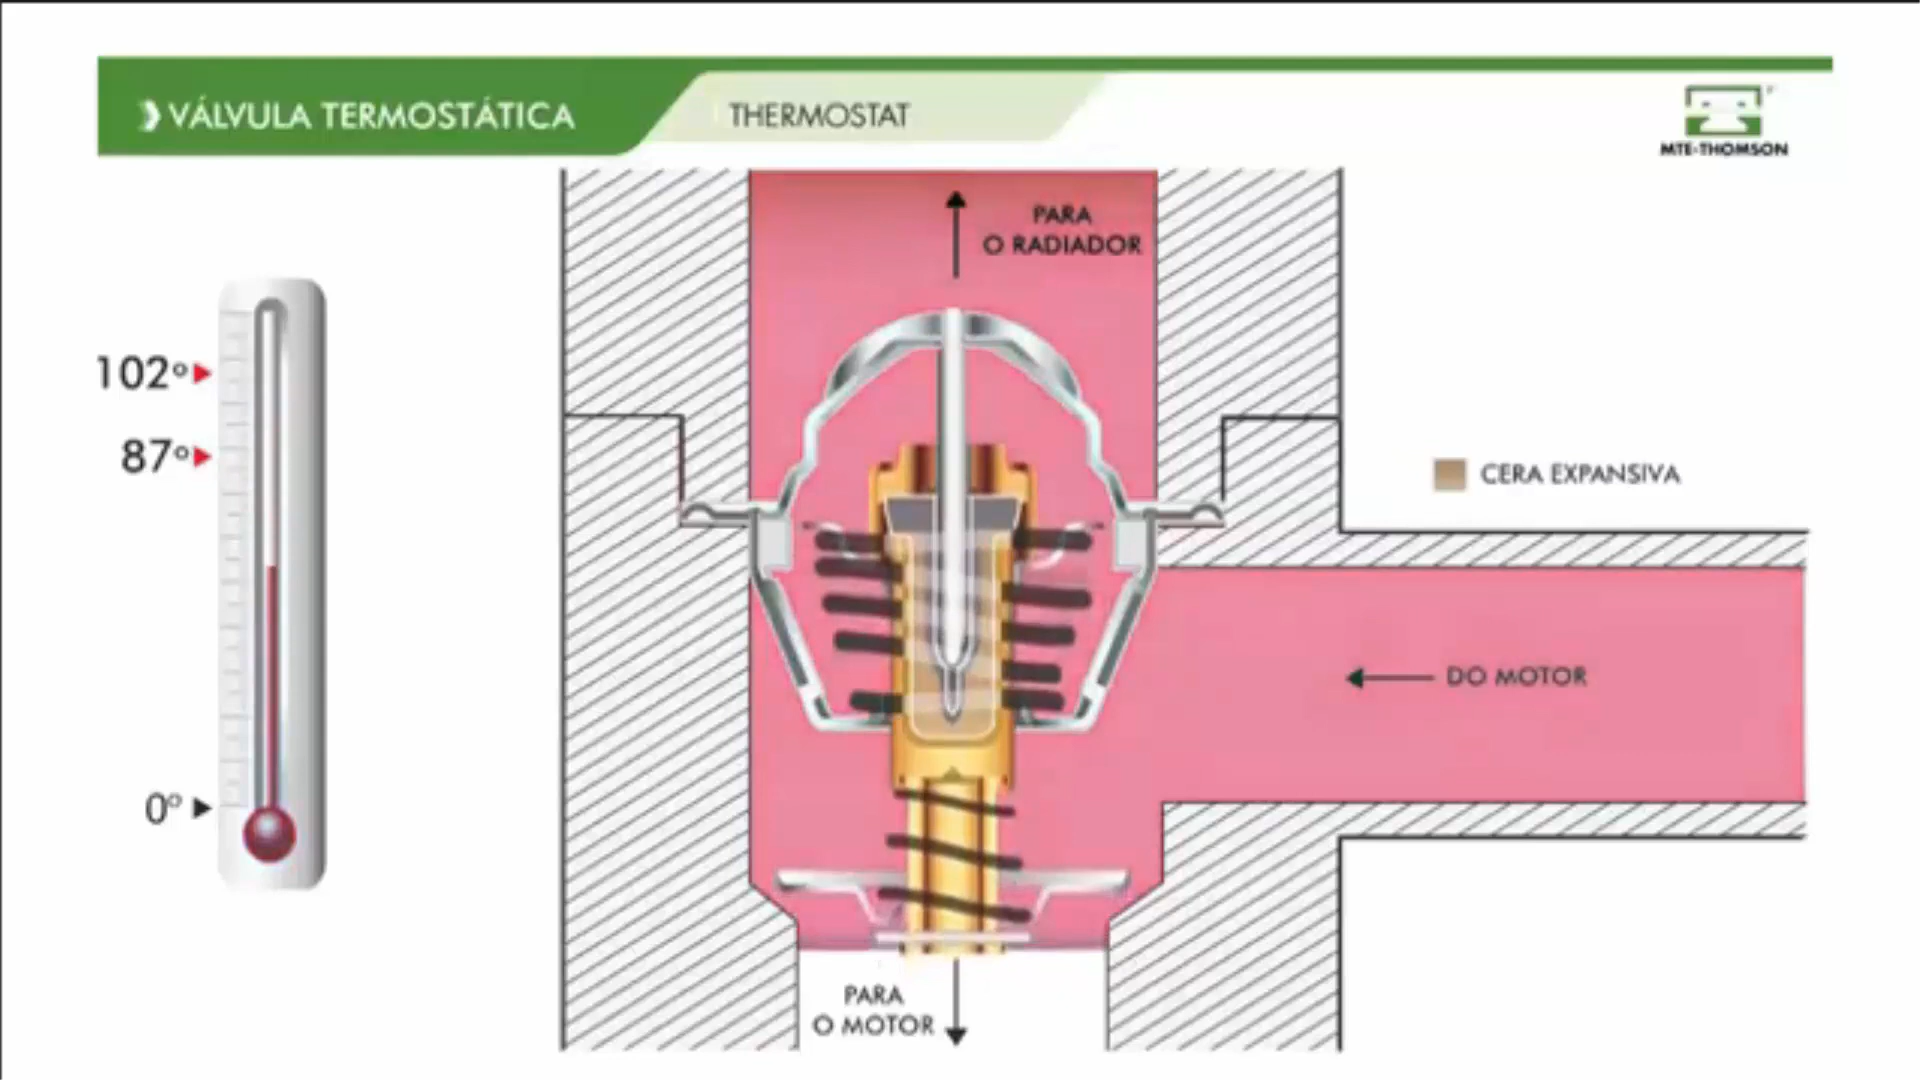 VÁLVULA TERMOSTÁTICA
THERMOSTAT
MTE-THOMSON
PARA
O RADIADOR
102º
87º
CERA EXPANSIVA
DO MOTOR
0º
PARA
O MOTOR